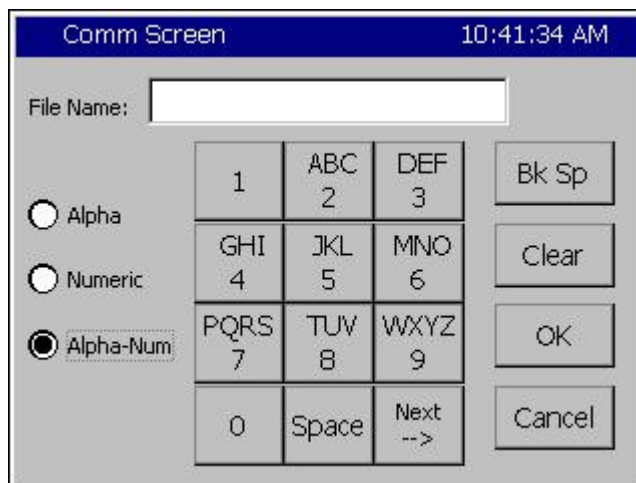 Comm Screen 10:41:34 AM
File Name:
1 ABC 2 DEF 3 Bk Sp
Alpha
GHI 4 JKL 5 MNO 6 Clear
Numeric
PQRS 7 TUV 8 WXYZ 9 OK
Alpha-Num
0 Space Next --> Cancel